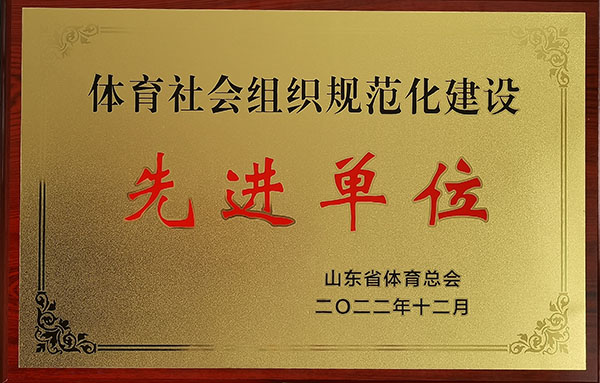 体育社会组织规范化建设
先进单位
山东省体育总会
二〇二二年十二月